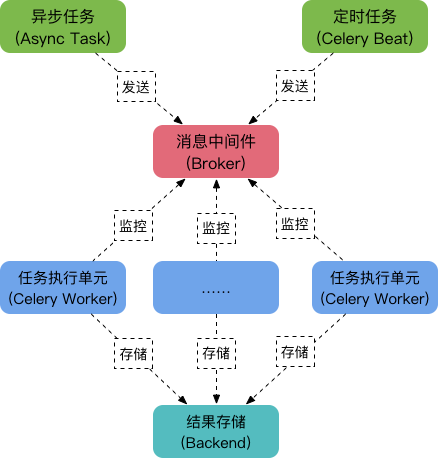 异步任务
(Async Task)
定时任务
(Celery Beat)
发送
发送
消息中间件
(Broker)
监控
监控
监控
任务执行单元
(Celery Worker)
......
任务执行单元
(Celery Worker)
存储
存储
存储
结果存储
(Backend)